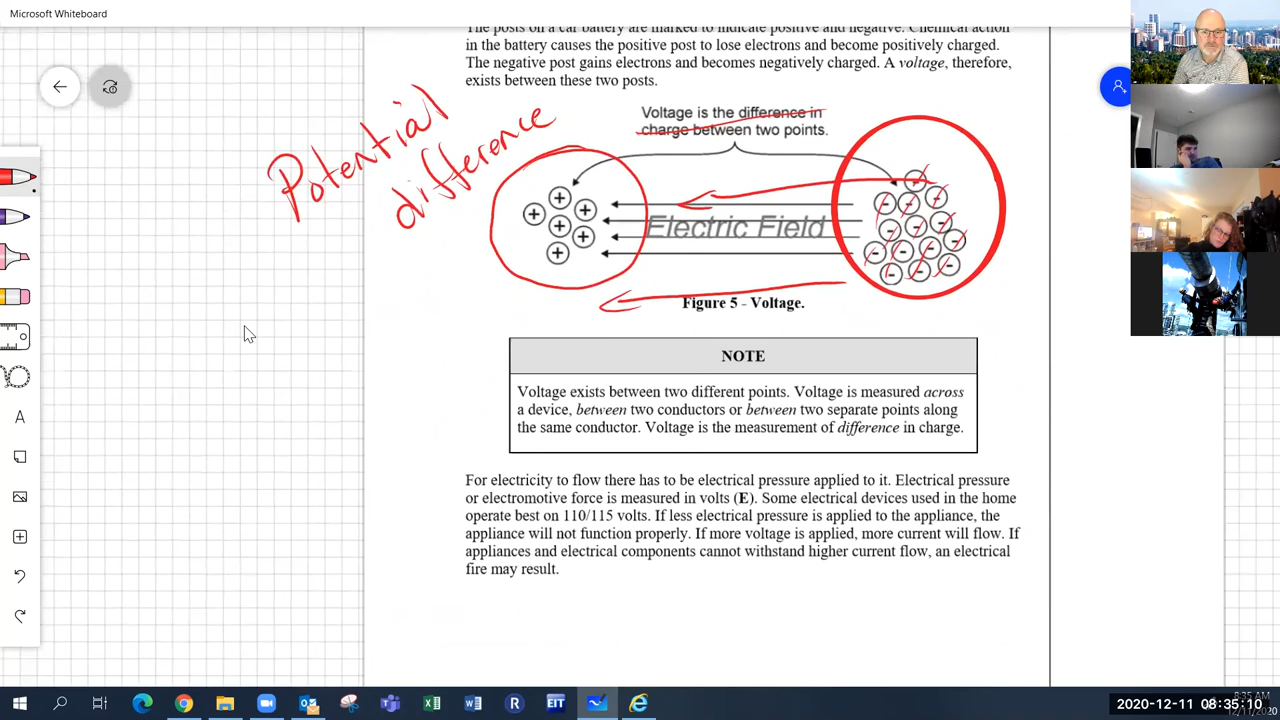 Microsoft Whiteboard
The posts on a car battery are marked to indicate positive and negative. Chemical action
in the battery causes the positive post to lose electrons and become positively charged.
The negative post gains electrons and becomes negatively charged. A voltage, therefore,
exists between these two posts.
Potential
difference
Voltage is the difference in
charge between two points.
Electric Field
Figure 5 - Voltage.
NOTE
Voltage exists between two different points. Voltage is measured across
a device, between two conductors or between two separate points along
the same conductor. Voltage is the measurement of difference in charge.
For electricity to flow there has to be electrical pressure applied to it. Electrical pressure
or electromotive force is measured in volts (E). Some electrical devices used in the home
operate best on 110/115 volts. If less electrical pressure is applied to the appliance, the
appliance will not function properly. If more voltage is applied, more current will flow. If
appliances and electrical components cannot withstand higher current flow, an electrical
fire may result.
A
R
EIT
8:35 AM
2020-12-11 08:35:10